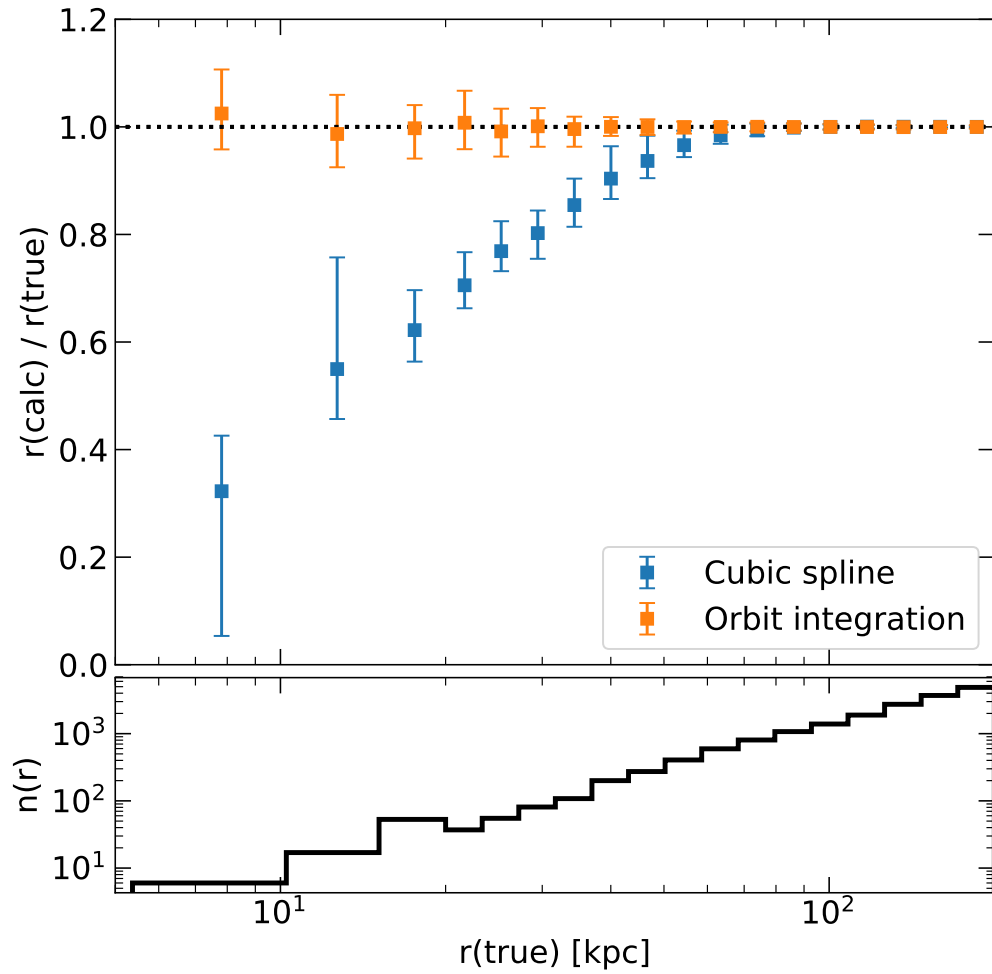 1.2
1.0
0.8
0.6
0.4
0.2
0.0
r(calc) / r(true)
Cubic spline
Orbit integration
10³
10²
10¹
n(r)
10¹
10²
r(true) [kpc]